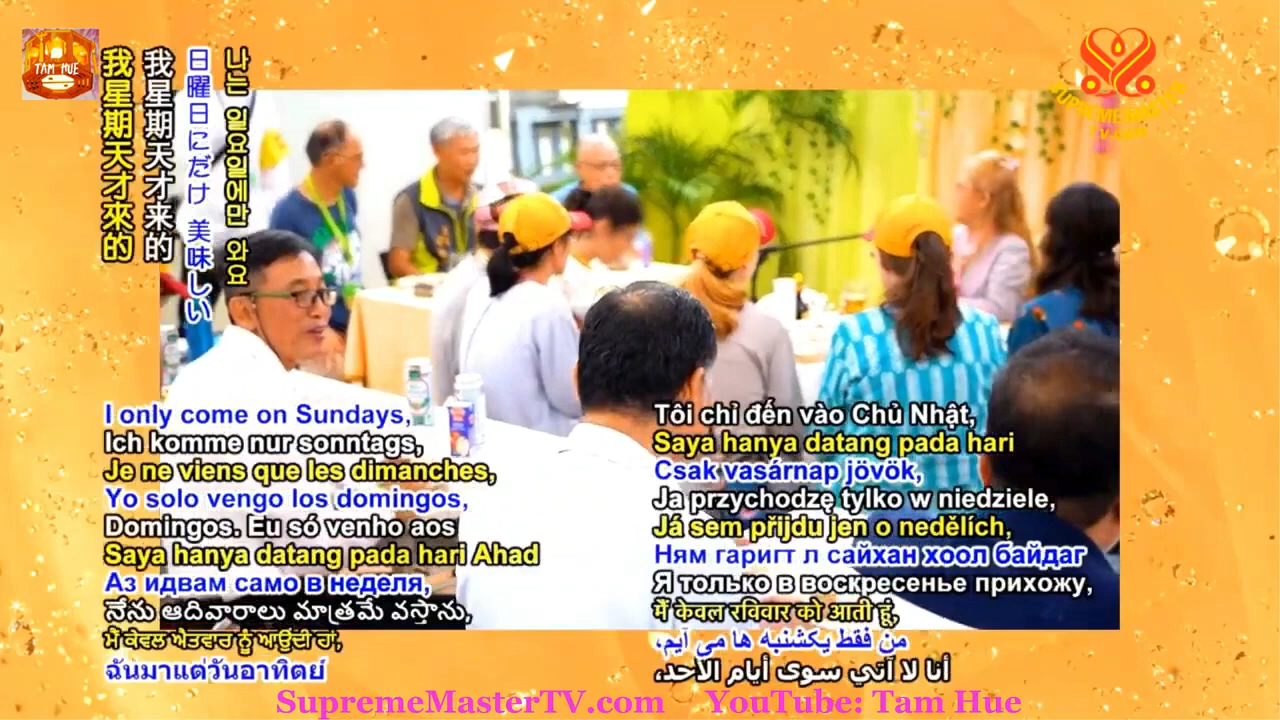 TAM HUE
SUPREME MASTER
TV.com
我星期天才來的
我星期天才来的
日曜日にだけ 美味しい
나는 일요일에만 와요
I only come on Sundays,
Ich komme nur sonntags,
Je ne viens que les dimanches,
Yo solo vengo los domingos,
Domingos. Eu só venho aos
Saya hanya datang pada hari Ahad
Аз идвам само в неделя,
నేను ఆదివారాలు మాత్రమే వస్తాను,
ਮੈਂ ਕੇਵਲ ਐਤਵਾਰ ਨੂੰ ਆਉਂਦੀ ਹਾਂ,
ฉันมาแต่วันอาทิตย์
Tôi chỉ đến vào Chủ Nhật,
Saya hanya datang pada hari
Csak vasárnap jövök,
Ja przychodzę tylko w niedziele,
Já sem přijdu jen o nedělích,
Ням гаригт л сайхан хоол байдаг
Я только в воскресенье прихожу,
मैं केवल रविवार को आती हूं,
من فقط یکشنبه ها می آیم،
أنا لا آتي سوى أيام الأحد،
SupremeMasterTV.com YouTube: Tam Hue